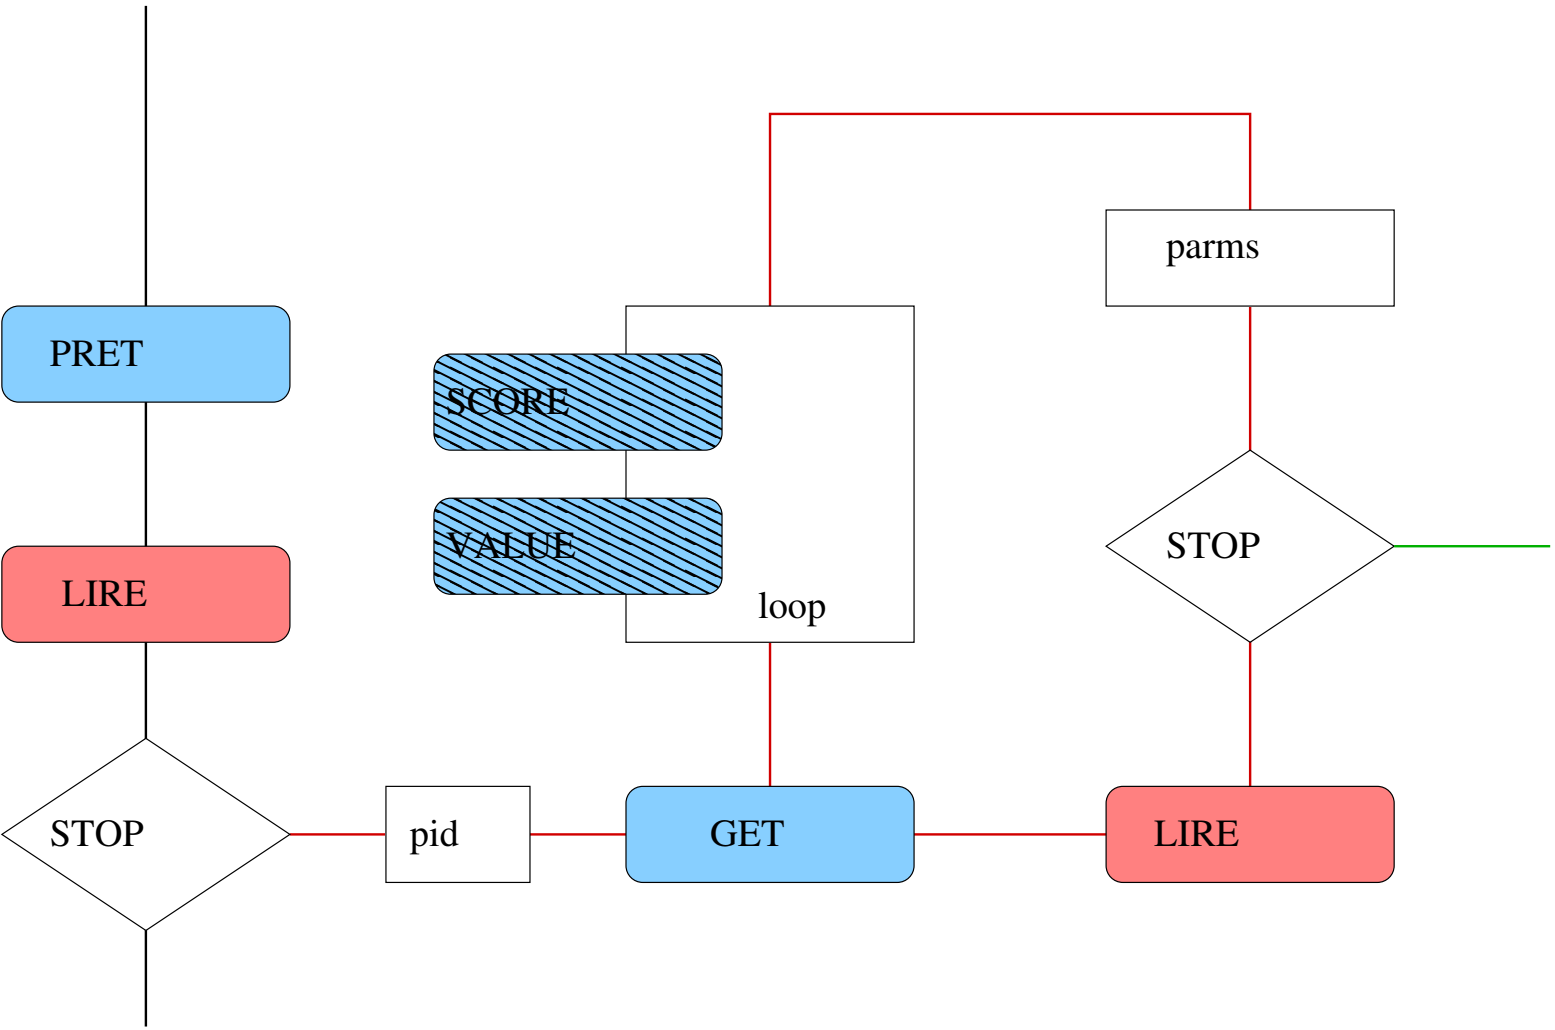 parms
PRET
SCORE
VALUE
STOP
LIRE
loop
STOP
pid
GET
LIRE